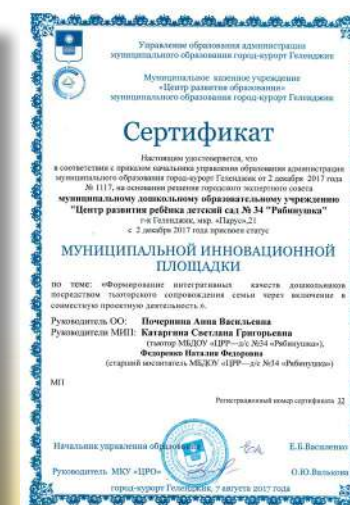 Управление образования администрации
муниципального образования город-курорт Геленджик
Муниципальное казенное учреждение
«Центр развития образования»
муниципального образования город-курорт Геленджик
Сертификат
Настоящим удостоверяется, что
в соответствии с приказом начальника управления образования администрации
муниципального образования город-курорт Геленджик от 2 декабря 2017 года
№ 1117, на основании решения городского экспертного совета
муниципальному дошкольному образовательному учреждению
"Центр развития ребёнка детский сад № 34 "Рябинушка"
г-к Геленджик, мкр. «Парус»,21
с 2 декабря 2017 года присвоен статус
МУНИЦИПАЛЬНОЙ ИННОВАЦИОННОЙ
ПЛОЩАДКИ
по теме: «Формирование интегративных качеств дошкольников
посредством тьюторского сопровождения семьи через включение в
совместную проектную деятельность».
Руководитель ОО: Почернина Анна Васильевна
Руководители МИП: Катаргина Светлана Григорьевна
(тьютор МБДОУ «ЦРР—д/с №34 «Рябинушка»),
Федоренко Наталия Федоровна
(старший воспитатель МБДОУ «ЦРР—д/с №34 «Рябинушка»)
МП
Регистрационный номер сертификата 32
Начальник управления образования Е.Б.Василенко
Руководитель МКУ «ЦРО» О.Ю.Вилькова
город-курорт Геленджик, 7 августа 2017 года